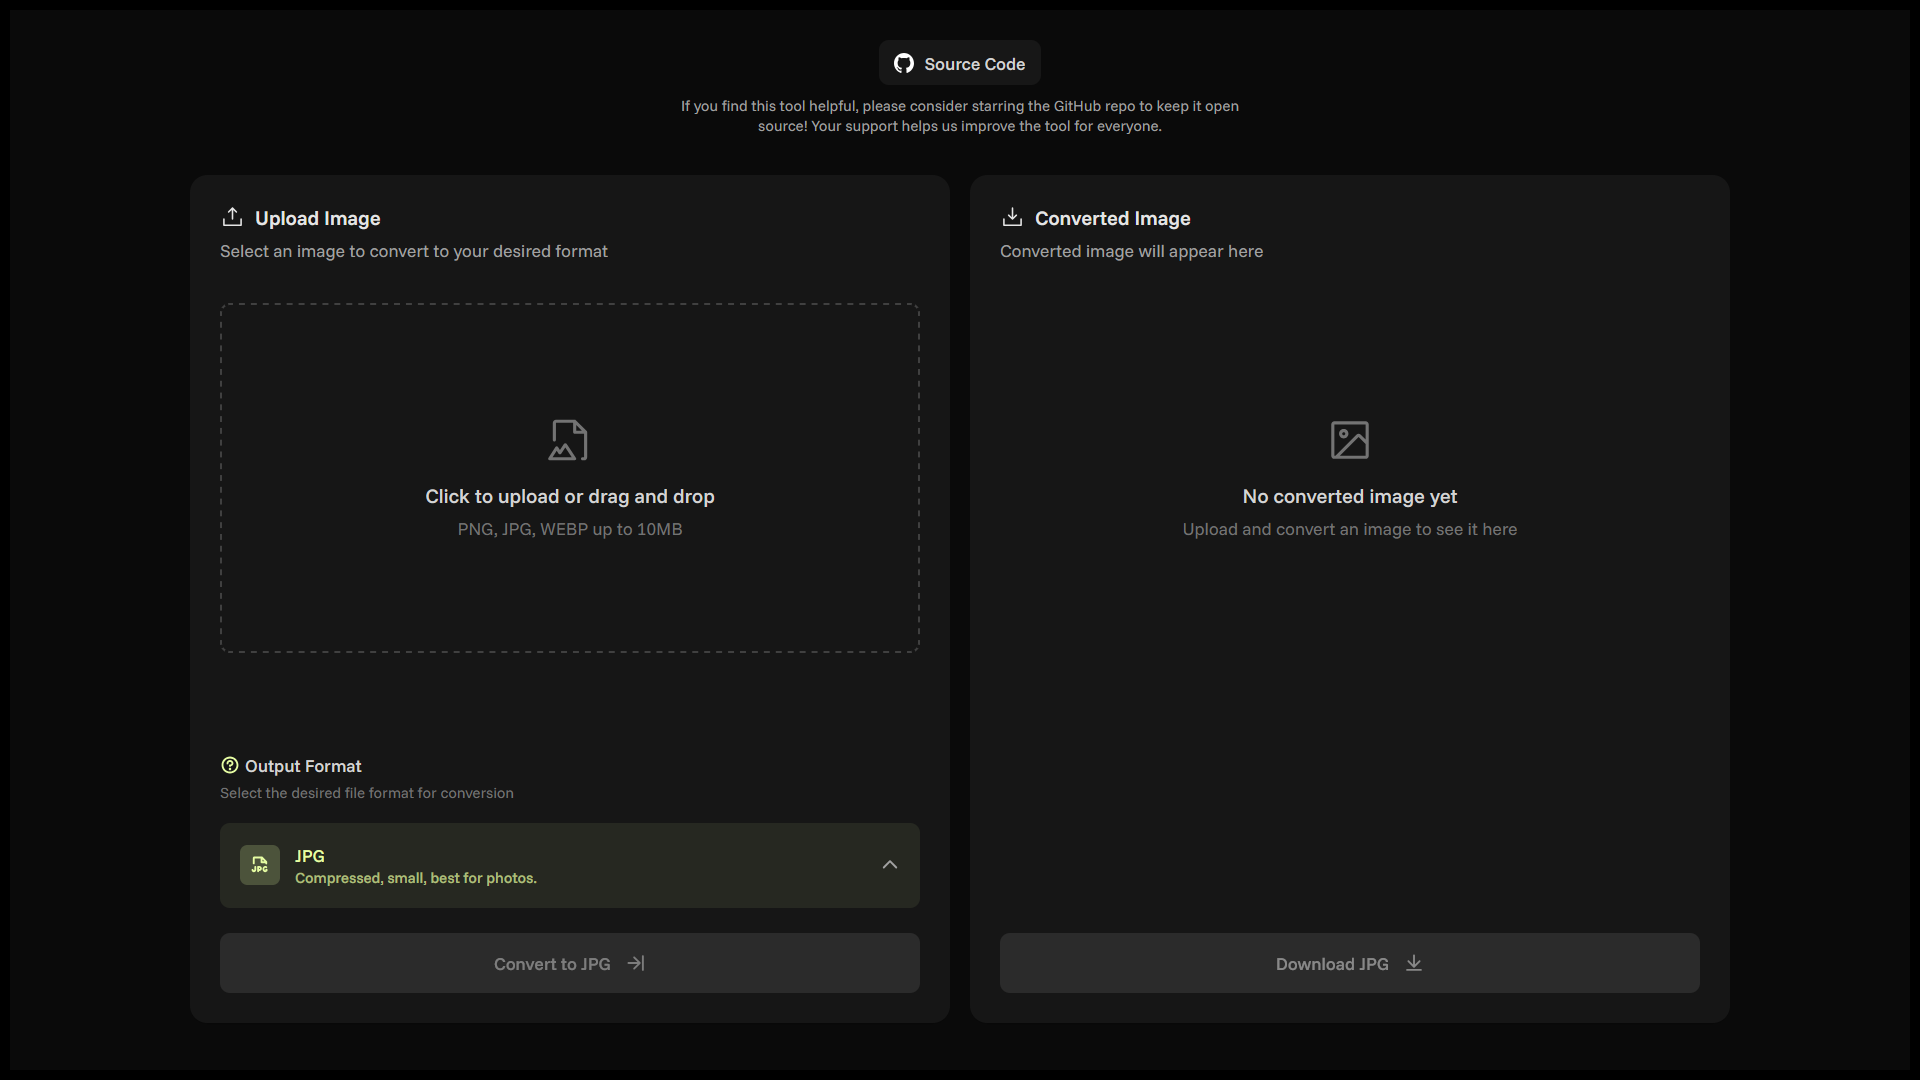 Source Code
If you find this tool helpful, please consider starring the GitHub repo to keep it open
source! Your support helps us improve the tool for everyone.
Upload Image
Select an image to convert to your desired format
Click to upload or drag and drop
PNG, JPG, WEBP up to 10MB
Output Format
Select the desired file format for conversion
JPG
JPG
Compressed, small, best for photos.
Convert to JPG
Converted Image
Converted image will appear here
No converted image yet
Upload and convert an image to see it here
Download JPG